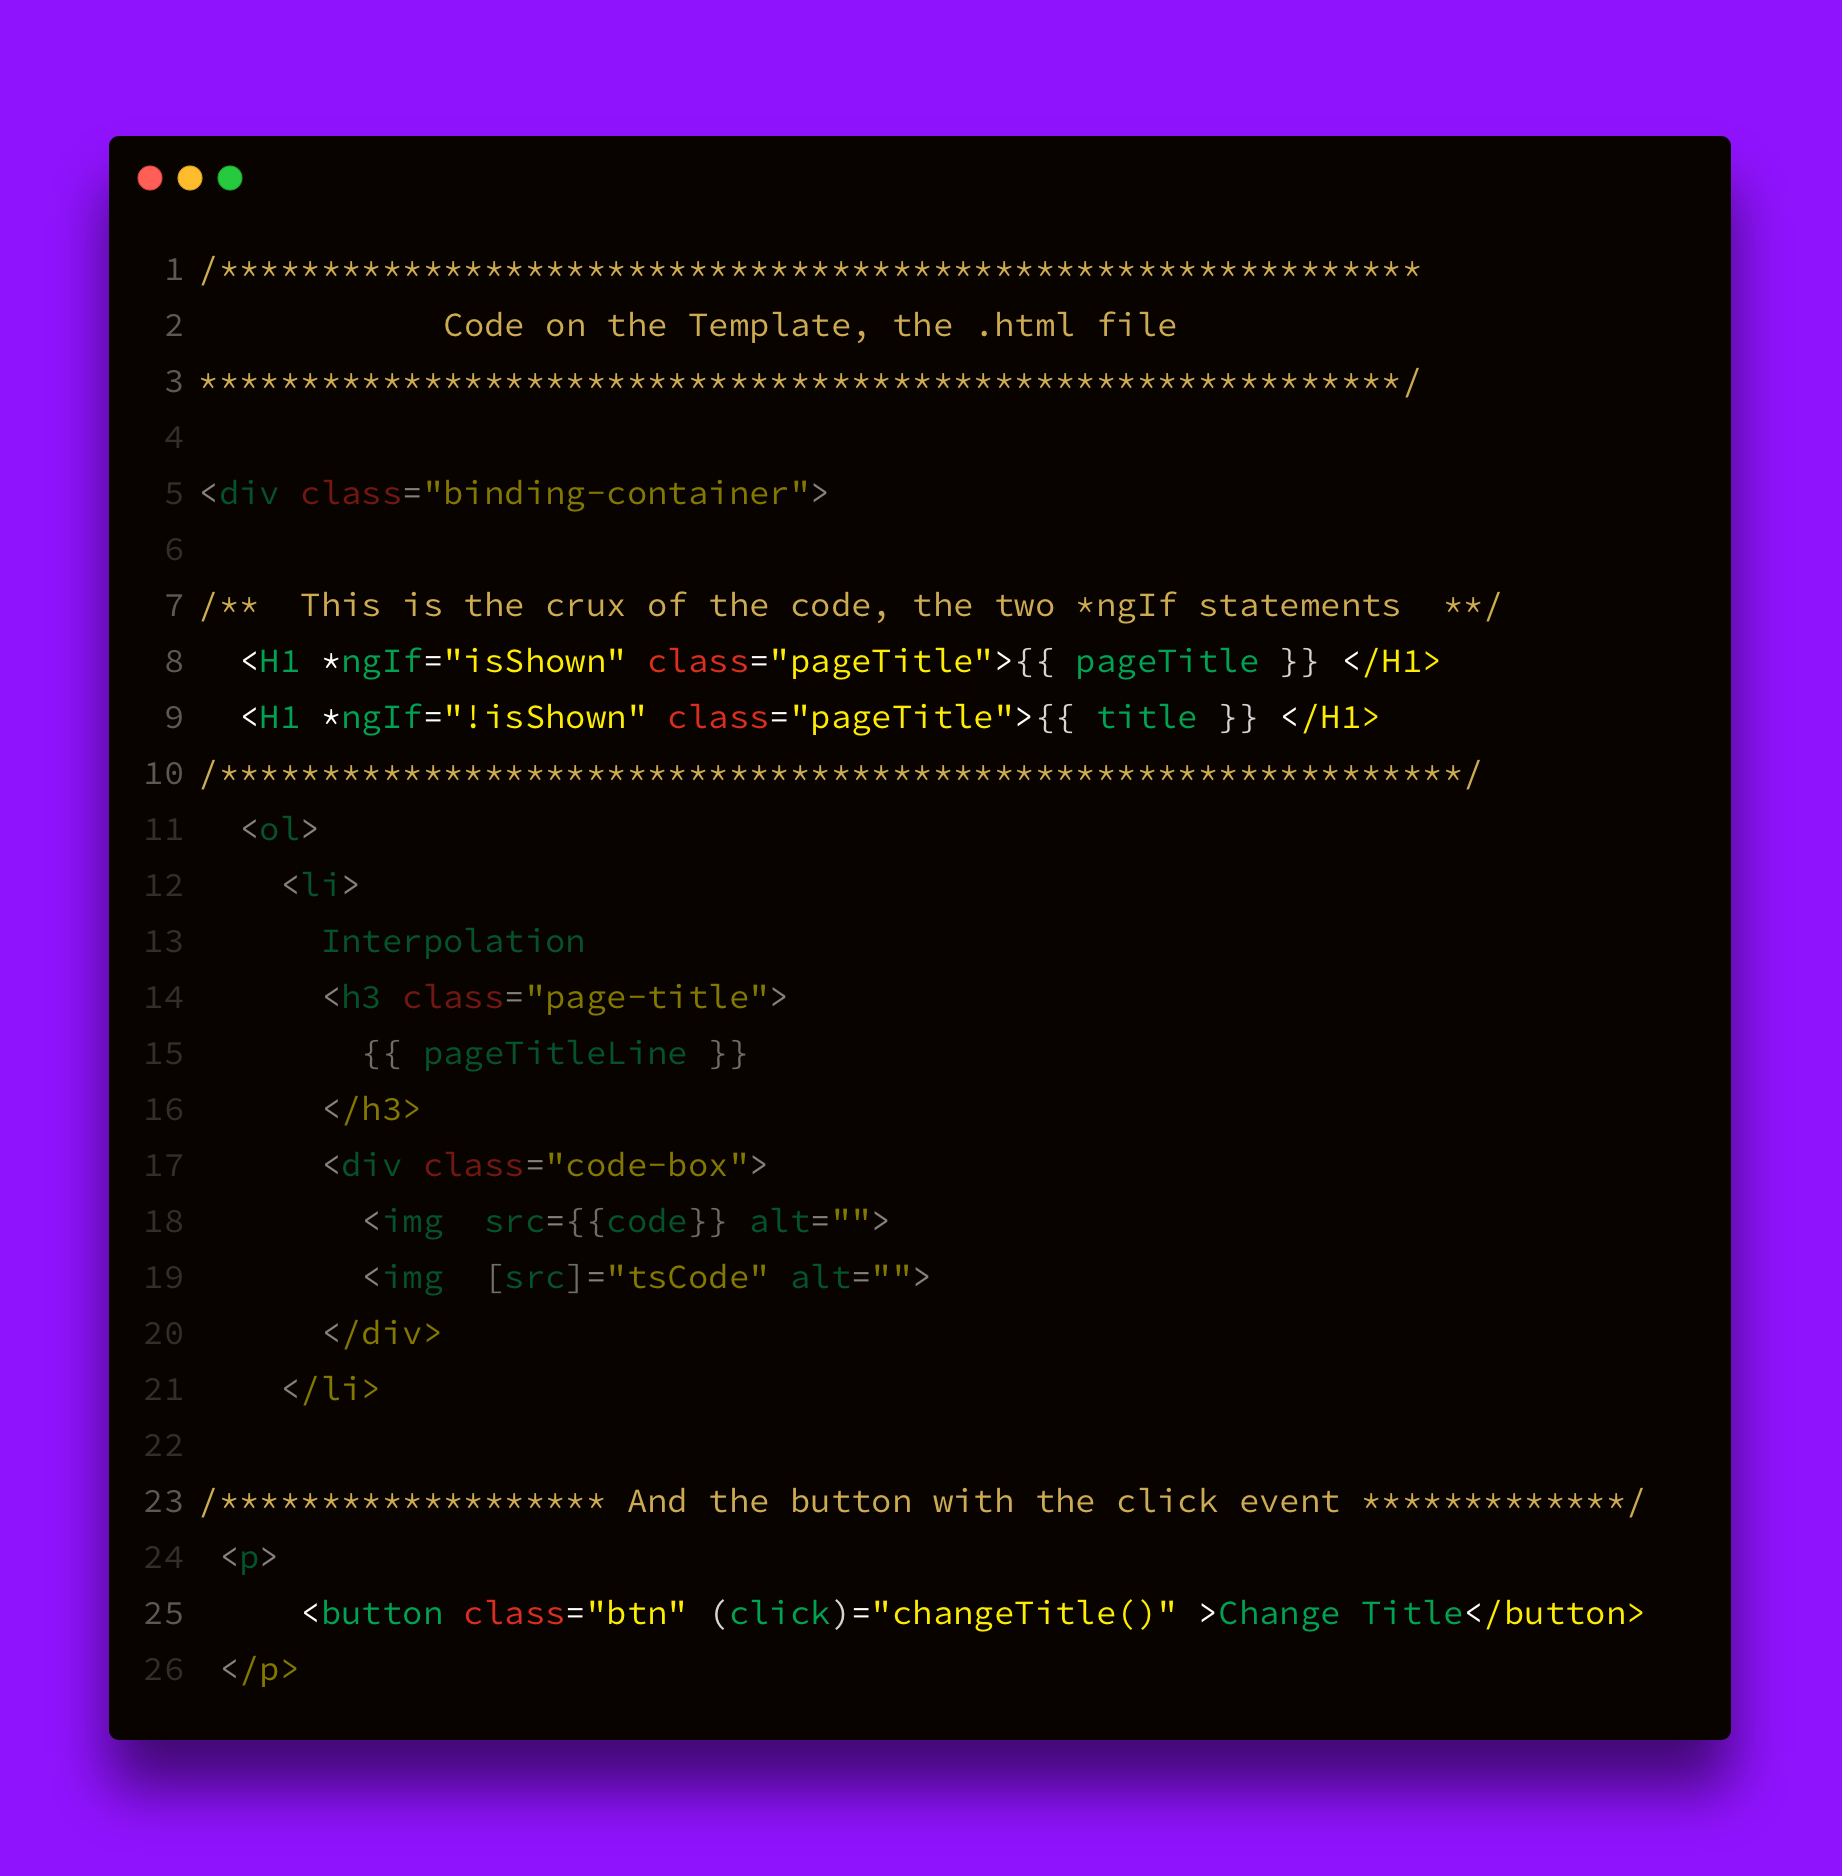 1 /***********************************************************
2 Code on the Template, the .html file
3 ***********************************************************/
4
5 <div class="binding-container">
6
7 /**  This is the crux of the code, the two *ngIf statements  **/
8   <H1 *ngIf="isShown" class="pageTitle">{{ pageTitle }} </H1>
9   <H1 *ngIf="!isShown" class="pageTitle">{{ title }} </H1>
10 /*************************************************************/
11   <ol>
12     <li>
13       Interpolation
14       <h3 class="page-title">
15         {{ pageTitleLine }}
16       </h3>
17       <div class="code-box">
18         <img  src={{code}} alt="">
19         <img  [src]="tsCode" alt="">
20       </div>
21     </li>
22
23 /******************* And the button with the click event *************/
24  <p>
25      <button class="btn" (click)="changeTitle()" >Change Title</button>
26  </p>